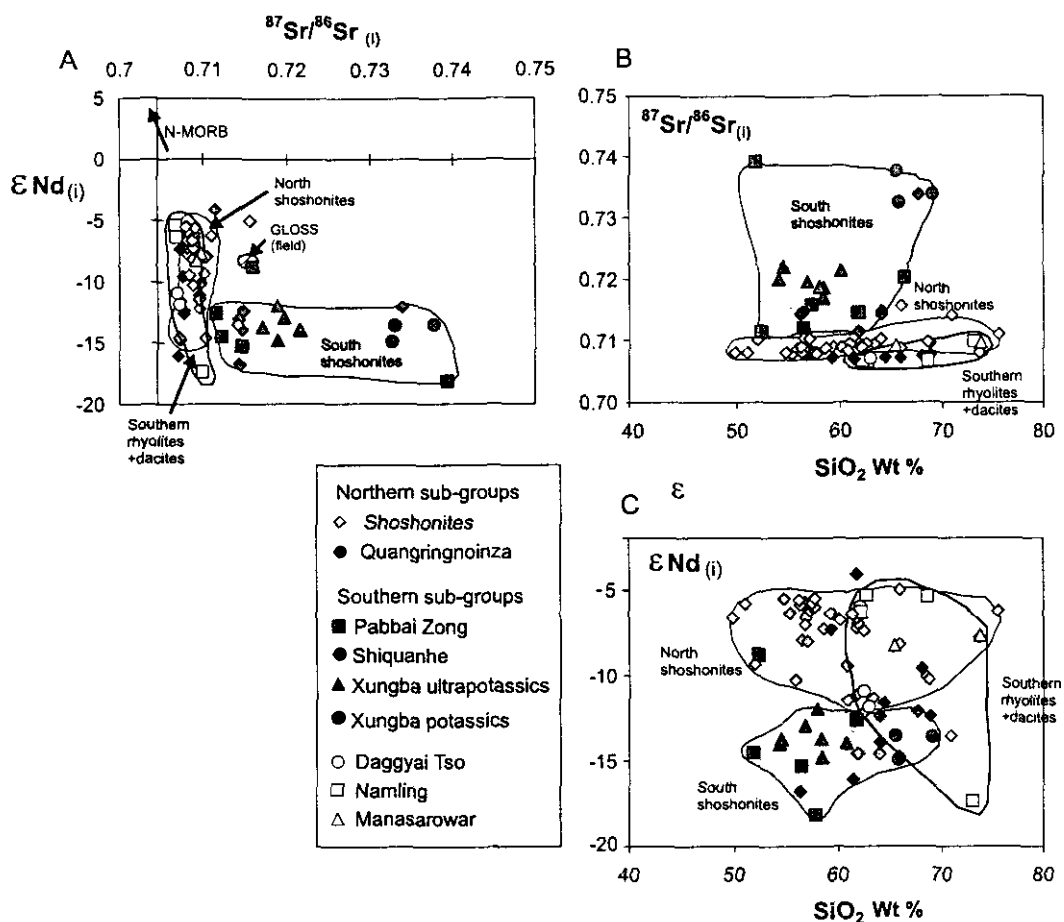 87Sr/86Sr (i)
A
0.7 0.71 0.72 0.73 0.74 0.75
5
0
-5
-10
-15
-20
ε Nd (i)
N-MORB
North
shoshonites
GLOSS
(field)
South
shoshonites
Southern
rhyolites
+dacites
B
0.75
0.74
0.73
0.72
0.71
0.70
87Sr/86Sr(i)
South
shoshonites
North
shoshonites
Southern
rhyolites
+dacites
40 50 60 70 80
SiO2 Wt %
Northern sub-groups
Shoshonites
Quangringnoinza
Southern sub-groups
Pabbai Zong
Shiquanhe
Xungba ultrapotassics
Xungba potassics
Daggyai Tso
Namling
Manasarowar
C
ε
-5
-10
-15
-20
ε Nd (i)
North
shoshonites
South
shoshonites
Southern
rhyolites
+dacites
40 50 60 70 80
SiO2 Wt %